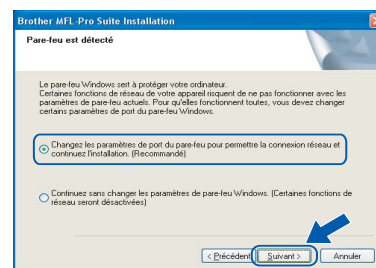 Brother MFL-Pro Suite Installation
Pare-feu est détecté
Le pare-feu Windows sert à protéger votre ordinateur.
Certaines fonctions de réseau de votre appareil risquent de ne pas fonctionner avec les
paramètres de pare-feu actuels. Pour qu'elles fonctionnent toutes, vous devez changer
certains paramètres de port du pare-feu Windows.
Changez les paramètres de port du pare-feu pour permettre la connexion réseau et
continuez l'installation. (Recommandé)
Continuez sans changer les paramètres de pare-feu Windows. (Certaines fonctions de
réseau seront désactivées)
< Précédent
Suivant >
Annuler